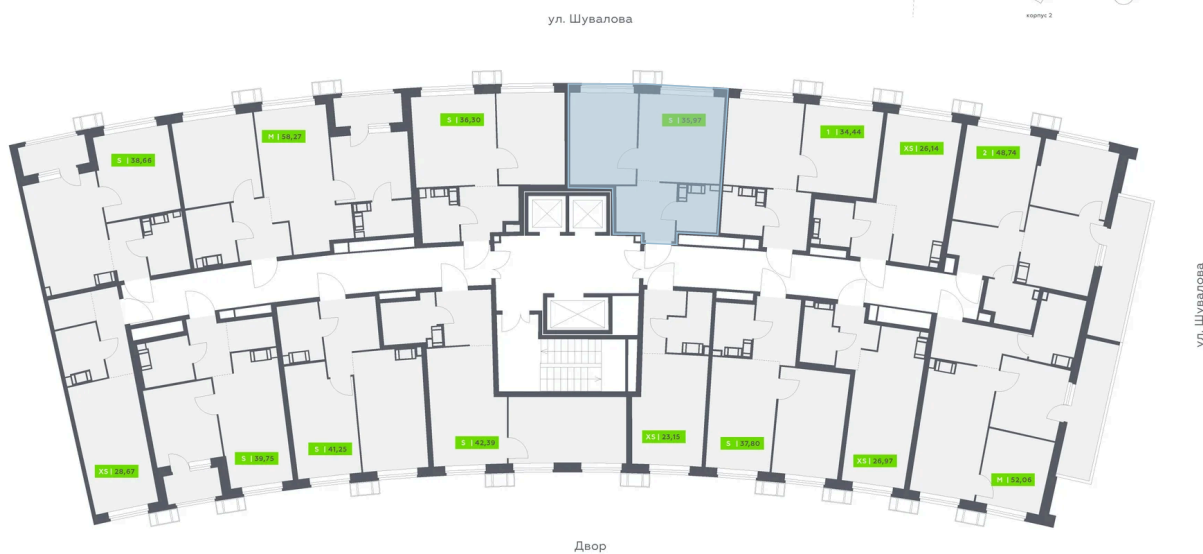 корпус 2
ул. Шувалова
S | 38,66
M | 58,27
S | 36,30
S | 35,97
1 | 34,44
XS | 26,14
2 | 48,74
ул. Шувалова
XS | 28,67
S | 39,75
S | 41,25
S | 42,39
XS | 23,15
S | 37,80
XS | 26,97
M | 52,06
Двор